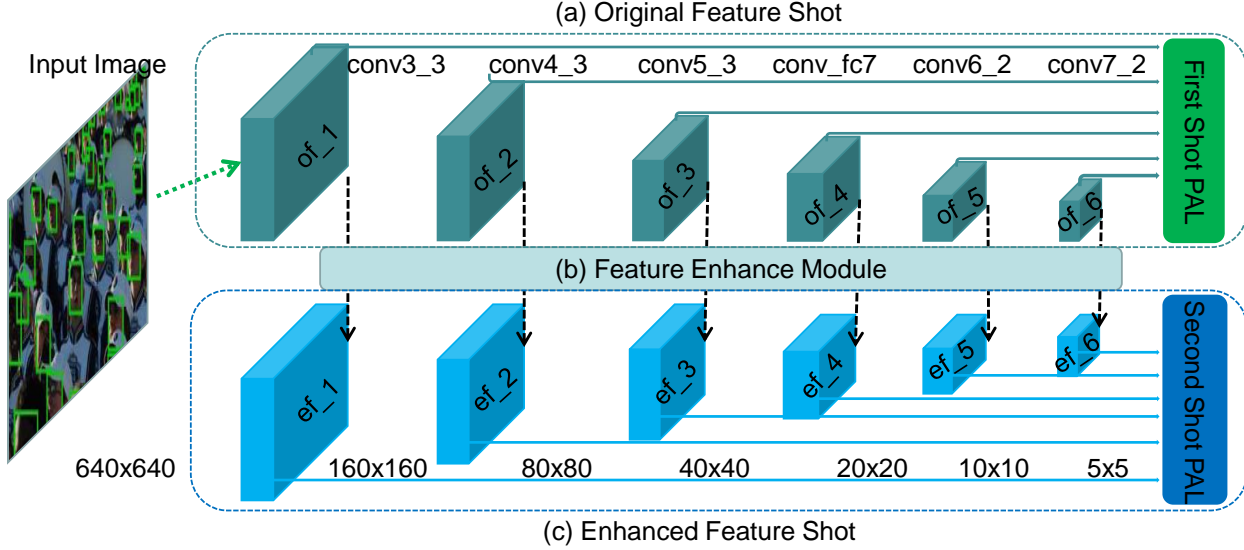 (a) Original Feature Shot
Input Image
conv3_3 conv4_3 conv5_3 conv_fc7 conv6_2 conv7_2
First Shot PAL
of_1 of_2 of_3 of_4 of_5 of_6
(b) Feature Enhance Module
ef_1 ef_2 ef_3 ef_4 ef_5 ef_6
Second Shot PAL
640x640 160x160 80x80 40x40 20x20 10x10 5x5
(c) Enhanced Feature Shot